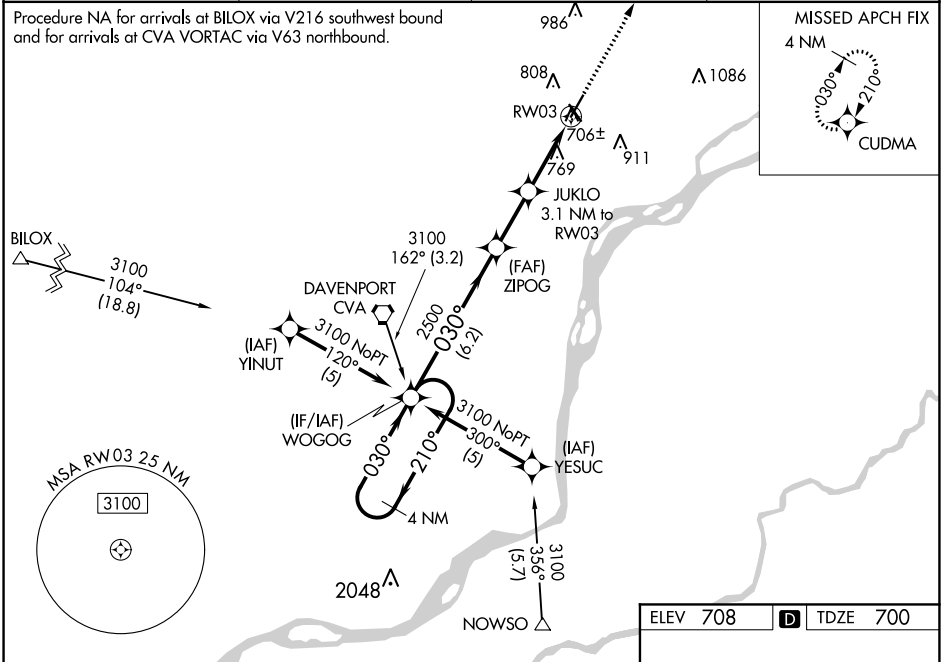 Procedure NA for arrivals at BILOX via V216 southwest bound
and for arrivals at CVA VORTAC via V63 northbound.
986
MISSED APCH FIX
4 NM
030°
210°
CUDMA
808
1086
RW03
706±
769
911
JUKLO
3.1 NM to
RW03
BILOX
3100
104°
(18.8)
3100
162° (3.2)
(FAF)
ZIPOG
DAVENPORT
CVA
2500
030°
(6.2)
(IAF)
YINUT
3100 NoPT
120°
(5)
(IF/IAF)
WOGOG
3100 NoPT
300°
(5)
(IAF)
YESUC
030°
210°
4 NM
MSA RW03 25 NM
3100
3100
356°
(5.7)
2048
NOWSO
ELEV 708 D TDZE 700